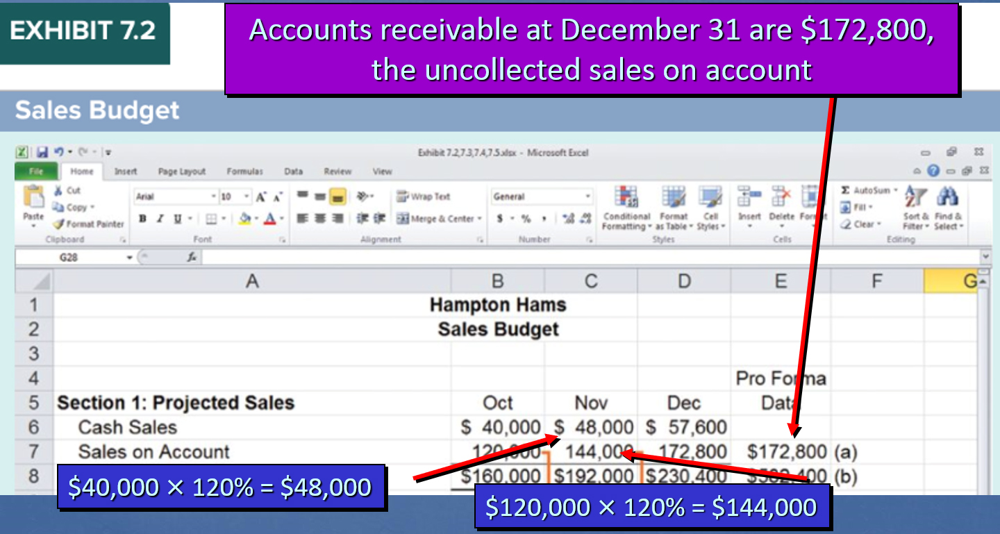 EXHIBIT 7.2
Accounts receivable at December 31 are $172,800,
the uncollected sales on account
Sales Budget
Exhibit 7.2,7.3,7.4,7.5.xlsx - Microsoft Excel
File Home Insert Page Layout Formulas Data Review View
Cut
Copy
Paste
Format Painter
Clipboard
Arial 10 A A
B I U A
Font
Wrap Text
Merge & Center
Alignment
General
$ % ,
Number
Conditional Formatting
Format as Table
Cell Styles
Styles
Insert Delete Format
Cells
Σ AutoSum
Fill
Clear
Sort & Filter
Find & Select
Editing
G28 fx
A B C D E F G
1 Hampton Hams
2 Sales Budget
3
4 Pro Forma
5 Section 1: Projected Sales Oct Nov Dec Data
6 Cash Sales $ 40,000 $ 48,000 $ 57,600
7 Sales on Account 120,000 144,000 172,800 $172,800 (a)
8 $160,000 $192,000 $230,400 $582,400 (b)
$40,000 × 120% = $48,000
$120,000 × 120% = $144,000